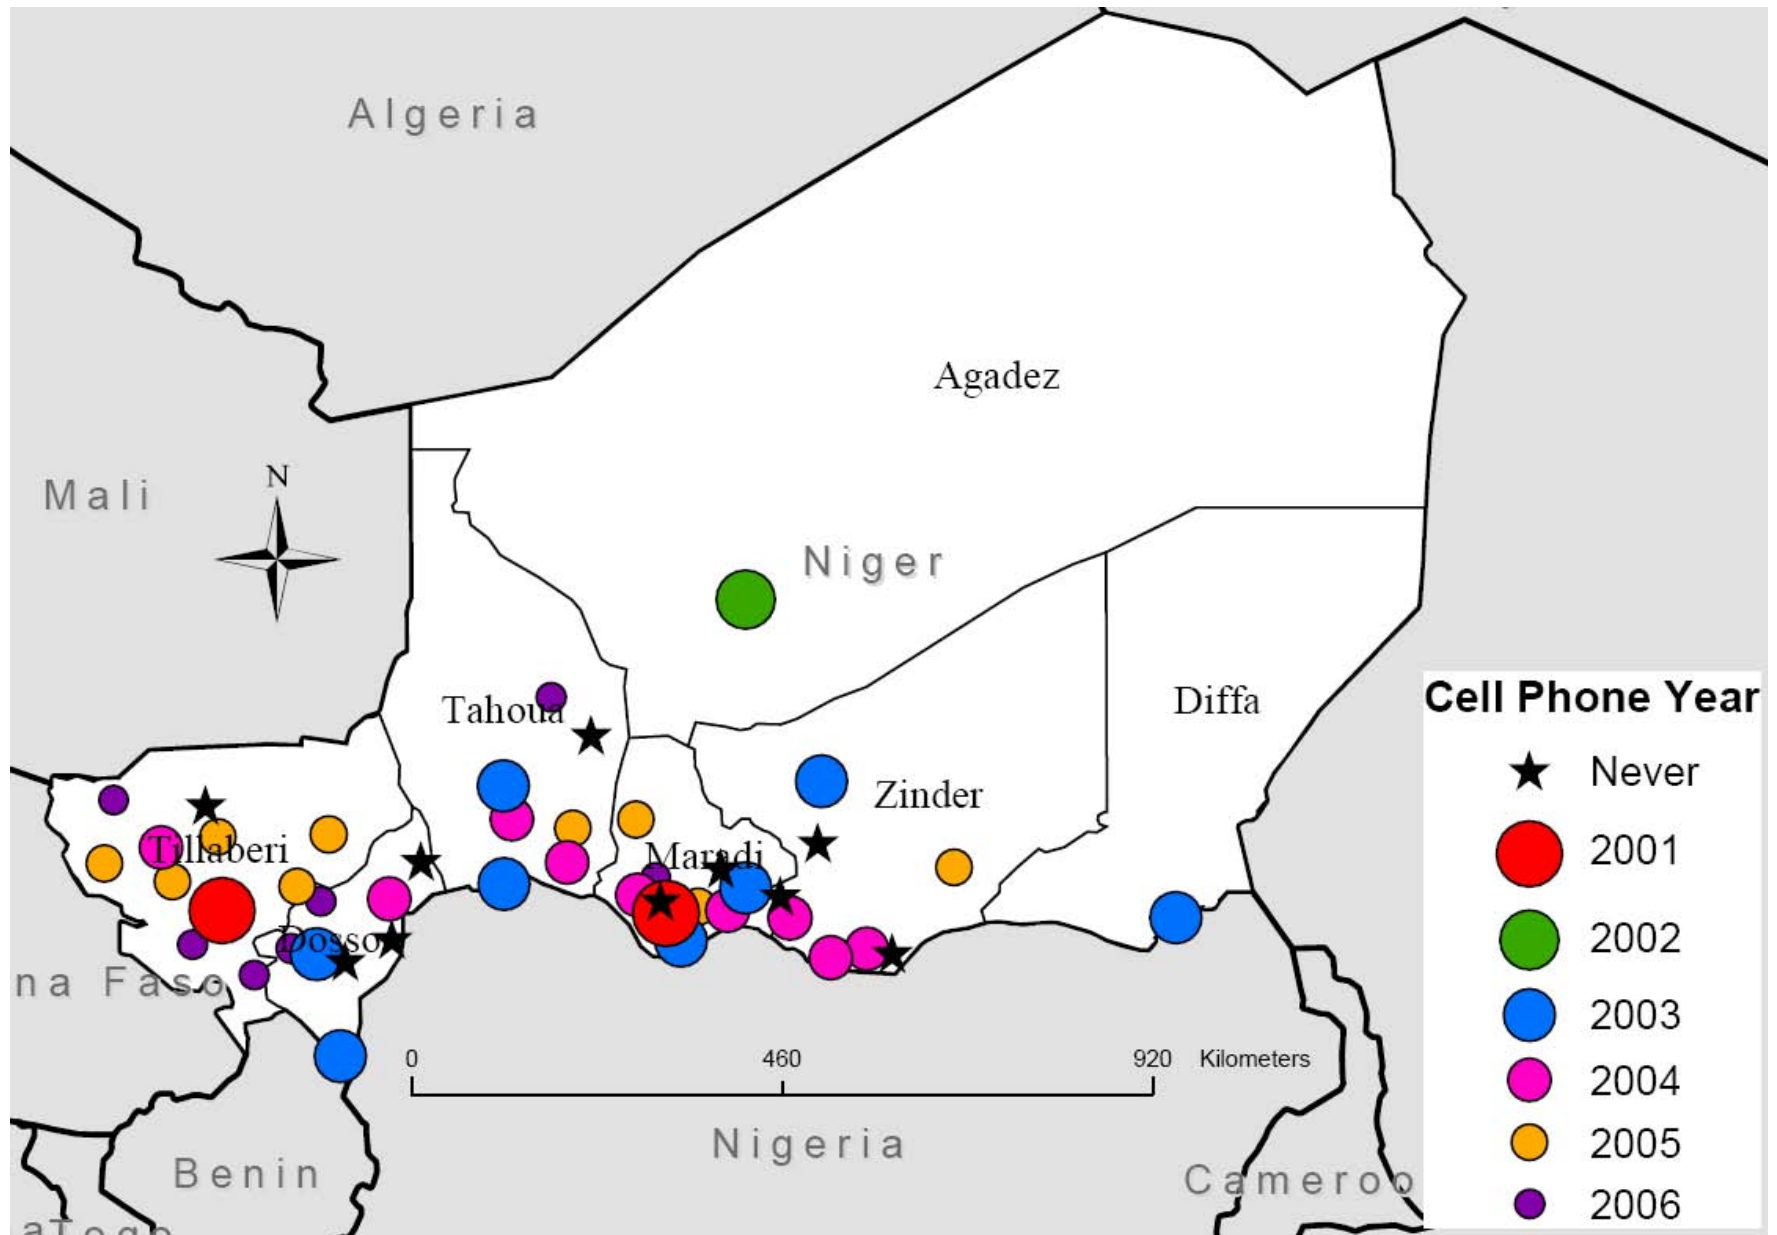 Algeria
Agadez
Mali
N
Niger
Tahoua
Diffa
Zinder
Tillaberi
Maradi
Dosso
na Faso
0 460 920 Kilometers
Nigeria
Benin
Cameroo
Togo
Cell Phone Year
Never
2001
2002
2003
2004
2005
2006